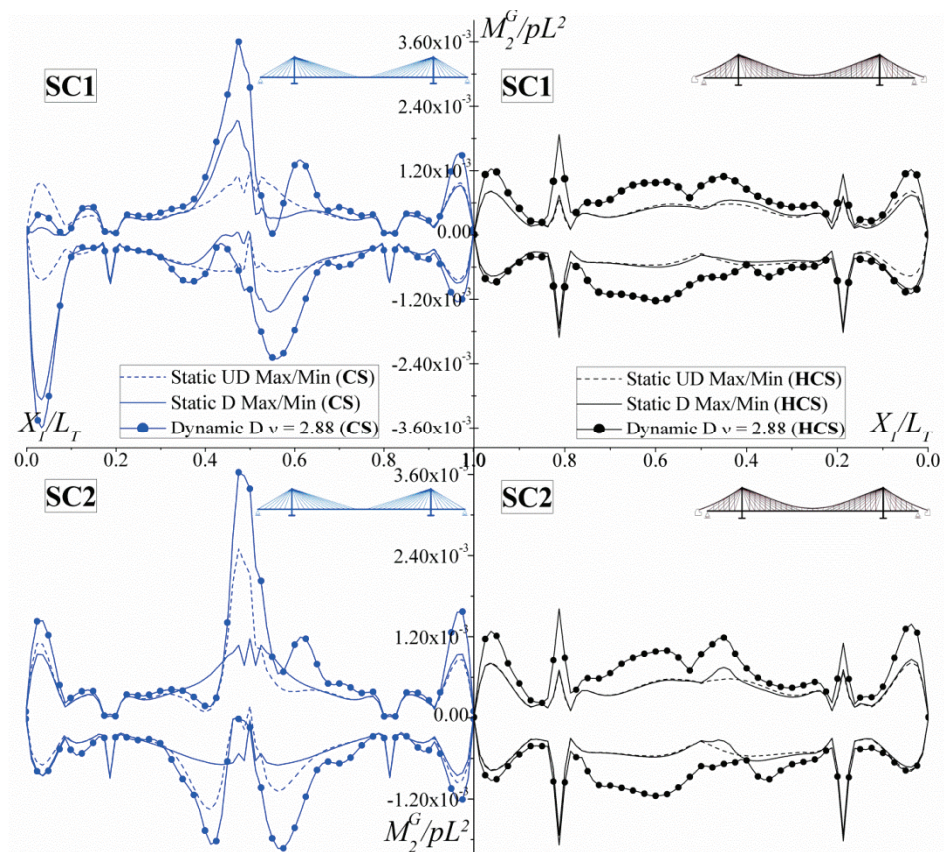 M₂ᴳ/pL²
3.60x10⁻³
SC1
SC1
2.40x10⁻³
1.20x10⁻³
0.00
-1.20x10⁻³
-2.40x10⁻³
Static UD Max/Min (CS)
Static D Max/Min (CS)
Dynamic D ν = 2.88 (CS)
Static UD Max/Min (HCS)
Static D Max/Min (HCS)
Dynamic D ν = 2.88 (HCS)
X_I/L_T
-3.60x10⁻³
X_I/L_T
0.0 0.2 0.4 0.6 0.8 1.0 0.8 0.6 0.4 0.2 0.0
SC2
3.60x10⁻³
SC2
2.40x10⁻³
1.20x10⁻³
0.00
-1.20x10⁻³
M₂ᴳ/pL²